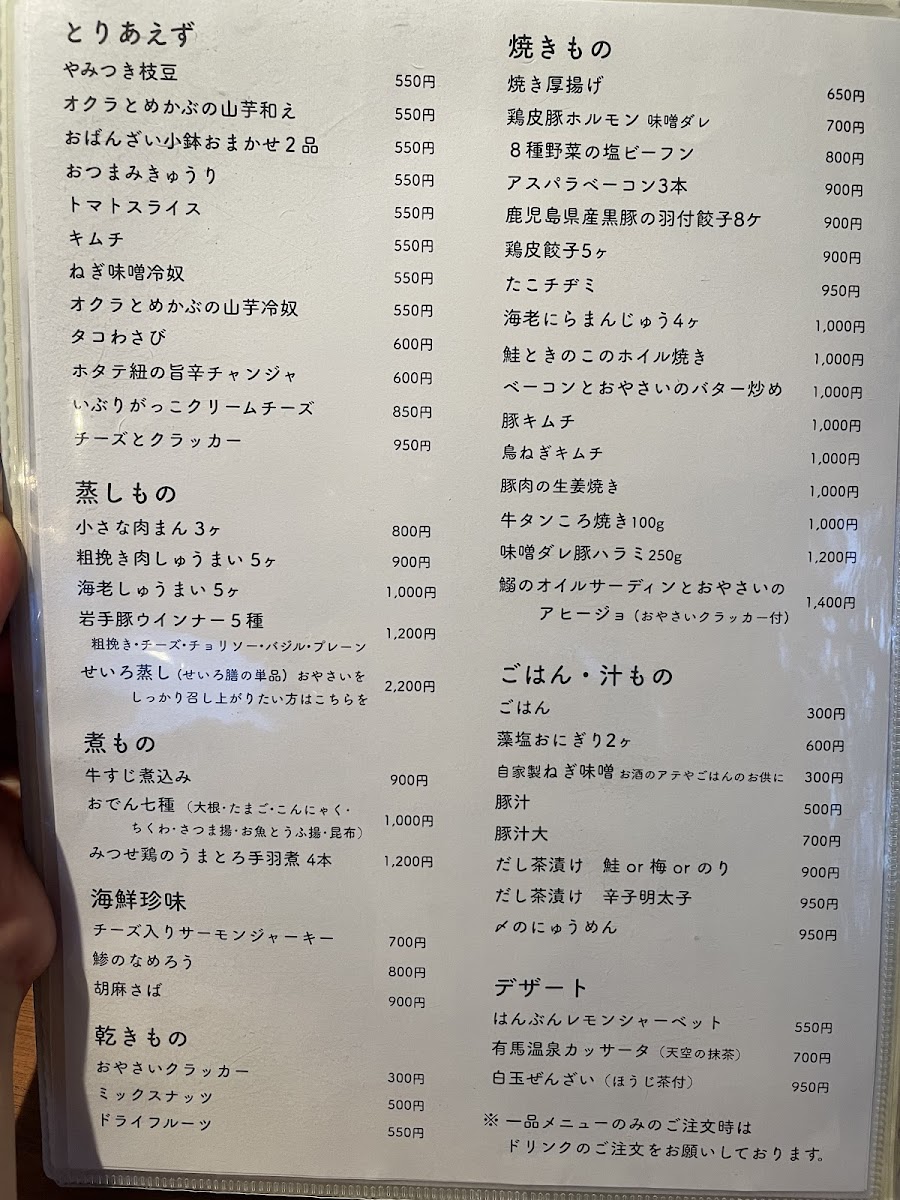 とりあえず
やみつき枝豆 550円
オクラとめかぶの山芋和え 550円
おばんざい小鉢おまかせ２品 550円
おつまみきゅうり 550円
トマトスライス 550円
キムチ 550円
ねぎ味噌冷奴 550円
オクラとめかぶの山芋冷奴 550円
タコわさび 600円
ホタテ紐の旨辛チャンジャ 600円
いぶりがっこクリームチーズ 850円
チーズとクラッカー 950円
蒸しもの
小さな肉まん 3ヶ 800円
粗挽き肉しゅうまい 5ヶ 900円
海老しゅうまい 5ヶ 1,000円
岩手豚ウインナー５種 1,200円
粗挽き・チーズ・チョリソー・バジル・プレーン
せいろ蒸し（せいろ膳の単品）おやさいを 2,200円
しっかり召し上がりたい方はこちらを
煮もの
牛すじ煮込み 900円
おでん七種（大根・たまご・こんにゃく・ 1,000円
ちくわ・さつま揚・お魚とうふ揚・昆布）
みつせ鶏のうまとろ手羽煮 4本 1,200円
海鮮珍味
チーズ入りサーモンジャーキー 700円
鯵のなめろう 800円
胡麻さば 900円
乾きもの
おやさいクラッカー 300円
ミックスナッツ 500円
ドライフルーツ 550円
焼きもの
焼き厚揚げ 650円
鶏皮豚ホルモン 味噌ダレ 700円
８種野菜の塩ビーフン 800円
アスパラベーコン3本 900円
鹿児島県産黒豚の羽付餃子8ケ 900円
鶏皮餃子5ヶ 900円
たこチヂミ 950円
海老にらまんじゅう4ヶ 1,000円
鮭ときのこのホイル焼き 1,000円
ベーコンとおやさいのバター炒め 1,000円
豚キムチ 1,000円
鳥ねぎキムチ 1,000円
豚肉の生姜焼き 1,000円
牛タンころ焼き100g 1,000円
味噌ダレ豚ハラミ250g 1,200円
鰯のオイルサーディンとおやさいの 1,400円
アヒージョ（おやさいクラッカー付）
ごはん・汁もの
ごはん 300円
藻塩おにぎり2ヶ 600円
自家製ねぎ味噌 お酒のアテやごはんのお供に 300円
豚汁 500円
豚汁大 700円
だし茶漬け　鮭 or 梅 or のり 900円
だし茶漬け　辛子明太子 950円
〆のにゅうめん 950円
デザート
はんぶんレモンシャーベット 550円
有馬温泉カッサータ（天空の抹茶） 700円
白玉ぜんざい（ほうじ茶付） 950円
※ 一品メニューのみのご注文時は
ドリンクのご注文をお願いしております。